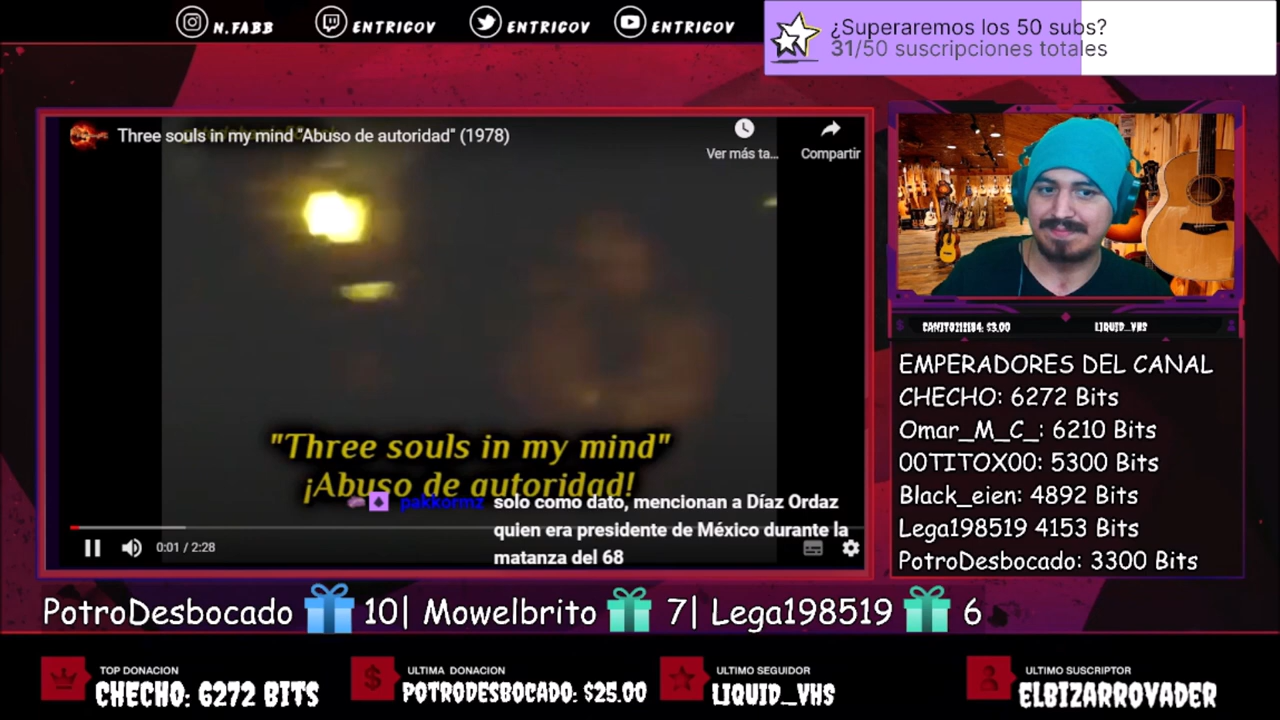 N.FABB
ENTRIGOV
ENTRIGOV
ENTRIGOV
¿Superaremos los 50 subs?
31/50 suscripciones totales
Three souls in my mind "Abuso de autoridad" (1978)
Ver más ta...
Compartir
"Three souls in my mind"
¡Abuso de autoridad!
pakkormz solo como dato, mencionan a Díaz Ordaz
quien era presidente de México durante la
matanza del 68
0:01 / 2:28
LIQUID_VHS
EMPERADORES DEL CANAL
CHECHO: 6272 Bits
Omar_M_C_: 6210 Bits
00TITOX00: 5300 Bits
Black_eien: 4892 Bits
Lega198519 4153 Bits
PotroDesbocado: 3300 Bits
PotroDesbocado 10| Mowelbrito 7| Lega198519 6
TOP DONACION
CHECHO: 6272 BITS
ULTIMA DONACION
POTRODESBOCADO: $25.00
ULTIMO SEGUIDOR
LIQUID_VHS
ULTIMO SUSCRIPTOR
ELBIZARROVADER